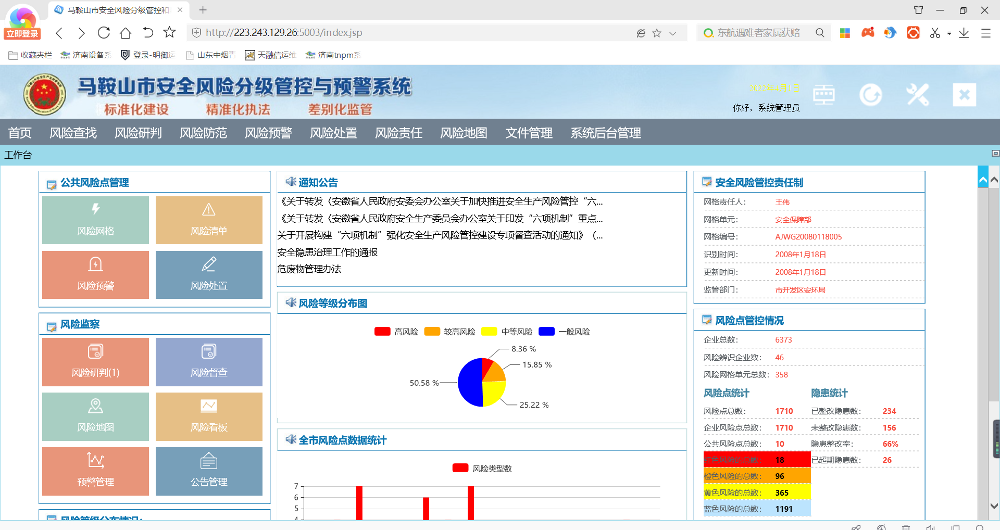 马鞍山市安全风险分级管控和
立即登录
http://223.243.129.26:5003/index.jsp
东航遇难者家属获赔
收藏夹栏
济南设备系
登录-明御运
山东中烟青
天融信运维
济南tnpm系
马鞍山市安全风险分级管控与预警系统
标准化建设 精准化执法 差别化监管
2022年4月1日
你好，系统管理员
首页 风险查找 风险研判 风险防范 风险预警 风险处置 风险责任 风险地图 文件管理 系统后台管理
工作台
公共风险点管理
风险网格
风险清单
风险预警
风险处置
风险监察
风险研判(1)
风险督查
风险地图
风险看板
预警管理
公告管理
风险等级分布情况:
通知公告
《关于转发〈安徽省人民政府安委会办公室关于加快推进安全生产风险管控“六...
《关于转发〈安徽省人民政府安全生产委员会办公室关于印发“六项机制”重点...
关于开展构建“六项机制”强化安全生产风险管控建设专项督查活动的通知》（...
安全隐患治理工作的通报
危废物管理办法
风险等级分布图
高风险 较高风险 中等风险 一般风险
8.36 %
15.85 %
50.58 %
25.22 %
全市风险点数据统计
风险类型数
7
6
5
4
安全风险管控责任制
网格责任人: 王伟
网格单元: 安全保障部
网格编号: AJWG20080118005
识别时间: 2008年1月18日
更新时间: 2008年1月18日
监管部门: 市开发区安环局
风险点管控情况
企业总数: 6373
风险辨识企业数: 46
风险网格单元总数: 358
风险点统计 隐患统计
风险点总数: 1710 已整改隐患数: 234
企业风险点总数: 1710 未整改隐患数: 156
公共风险点总数: 10 隐患整改率: 66%
红色风险的总数: 18 已超期隐患数: 26
橙色风险的总数: 96
黄色风险的总数: 365
蓝色风险的总数: 1191